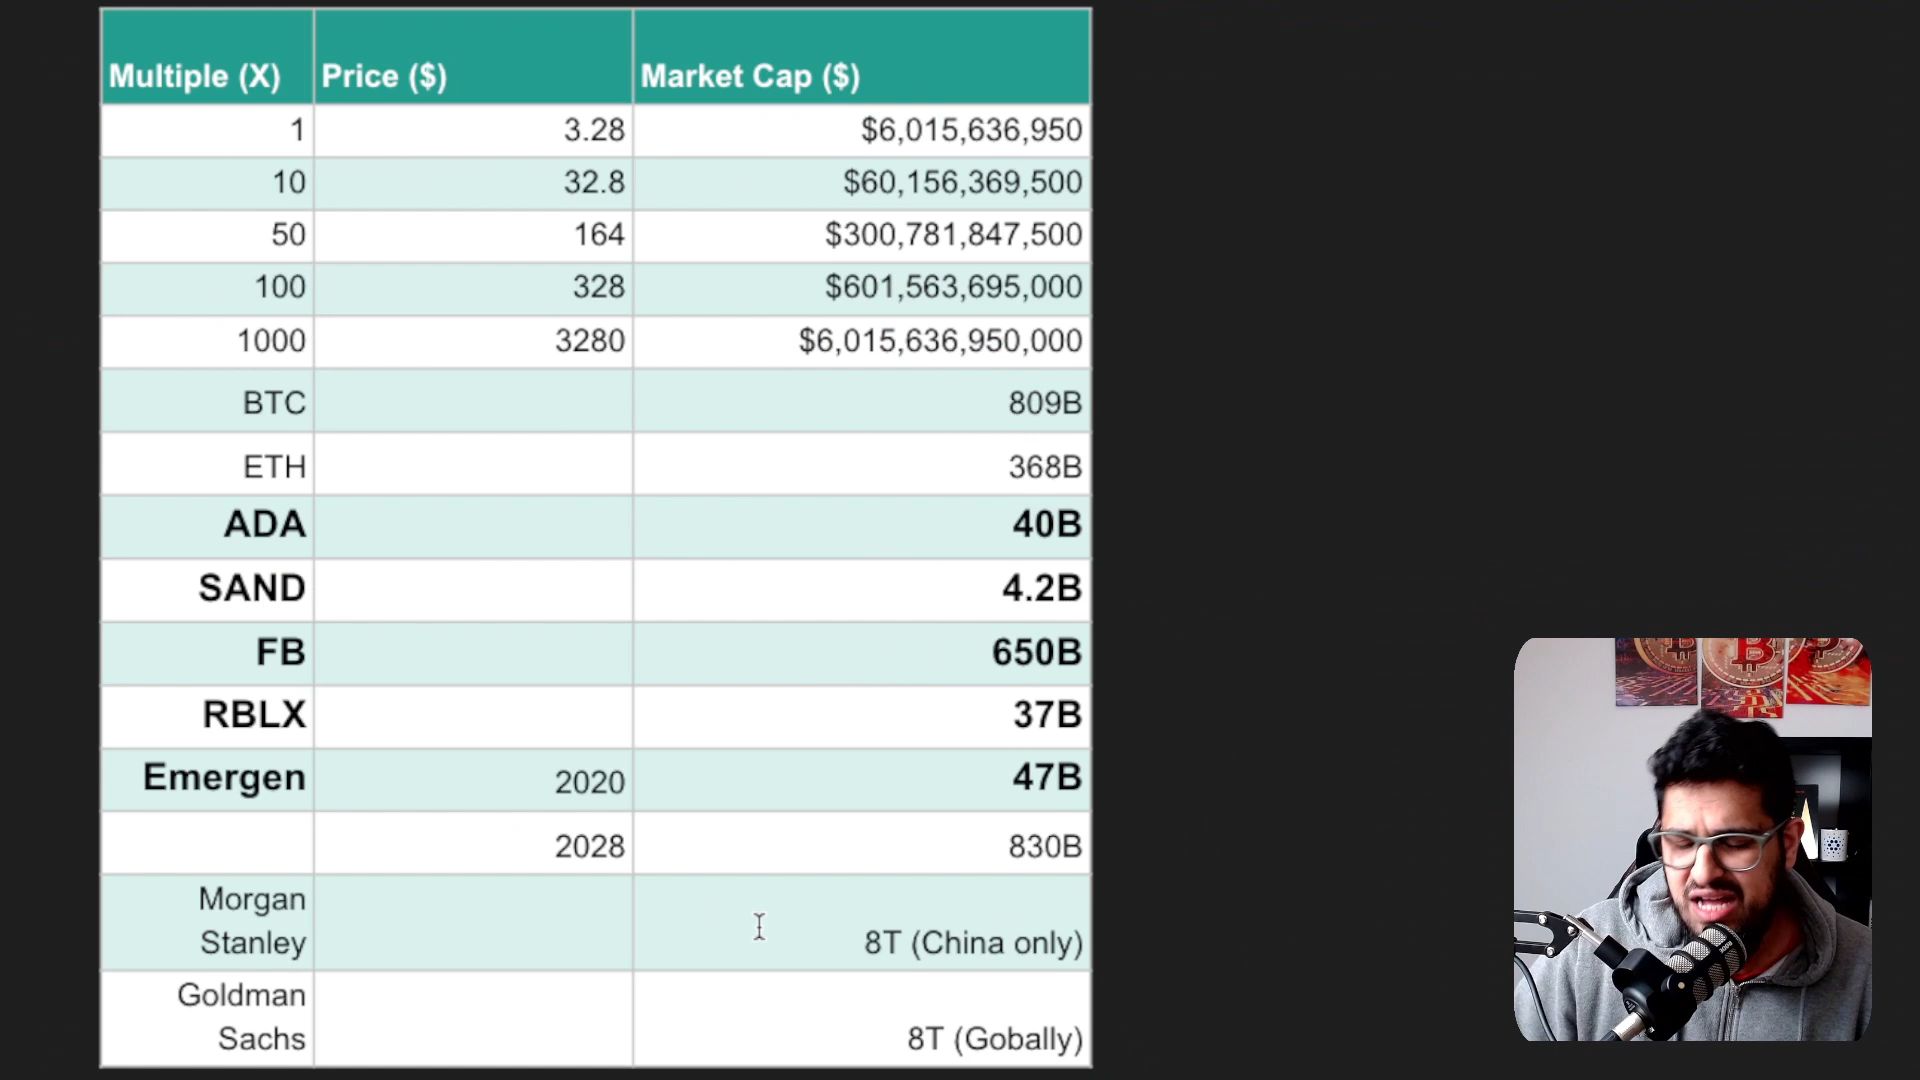 Multiple (X) Price ($) Market Cap ($)
1 3.28 $6,015,636,950
10 32.8 $60,156,369,500
50 164 $300,781,847,500
100 328 $601,563,695,000
1000 3280 $6,015,636,950,000
BTC 809B
ETH 368B
ADA 40B
SAND 4.2B
FB 650B
RBLX 37B
Emergen 2020 47B
2028 830B
Morgan
Stanley 8T (China only)
Goldman
Sachs 8T (Gobally)